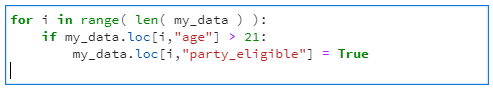 for i in range( len( my_data ) ):
    if my_data.loc[i,"age"] > 21:
        my_data.loc[i,"party_eligible"] = True